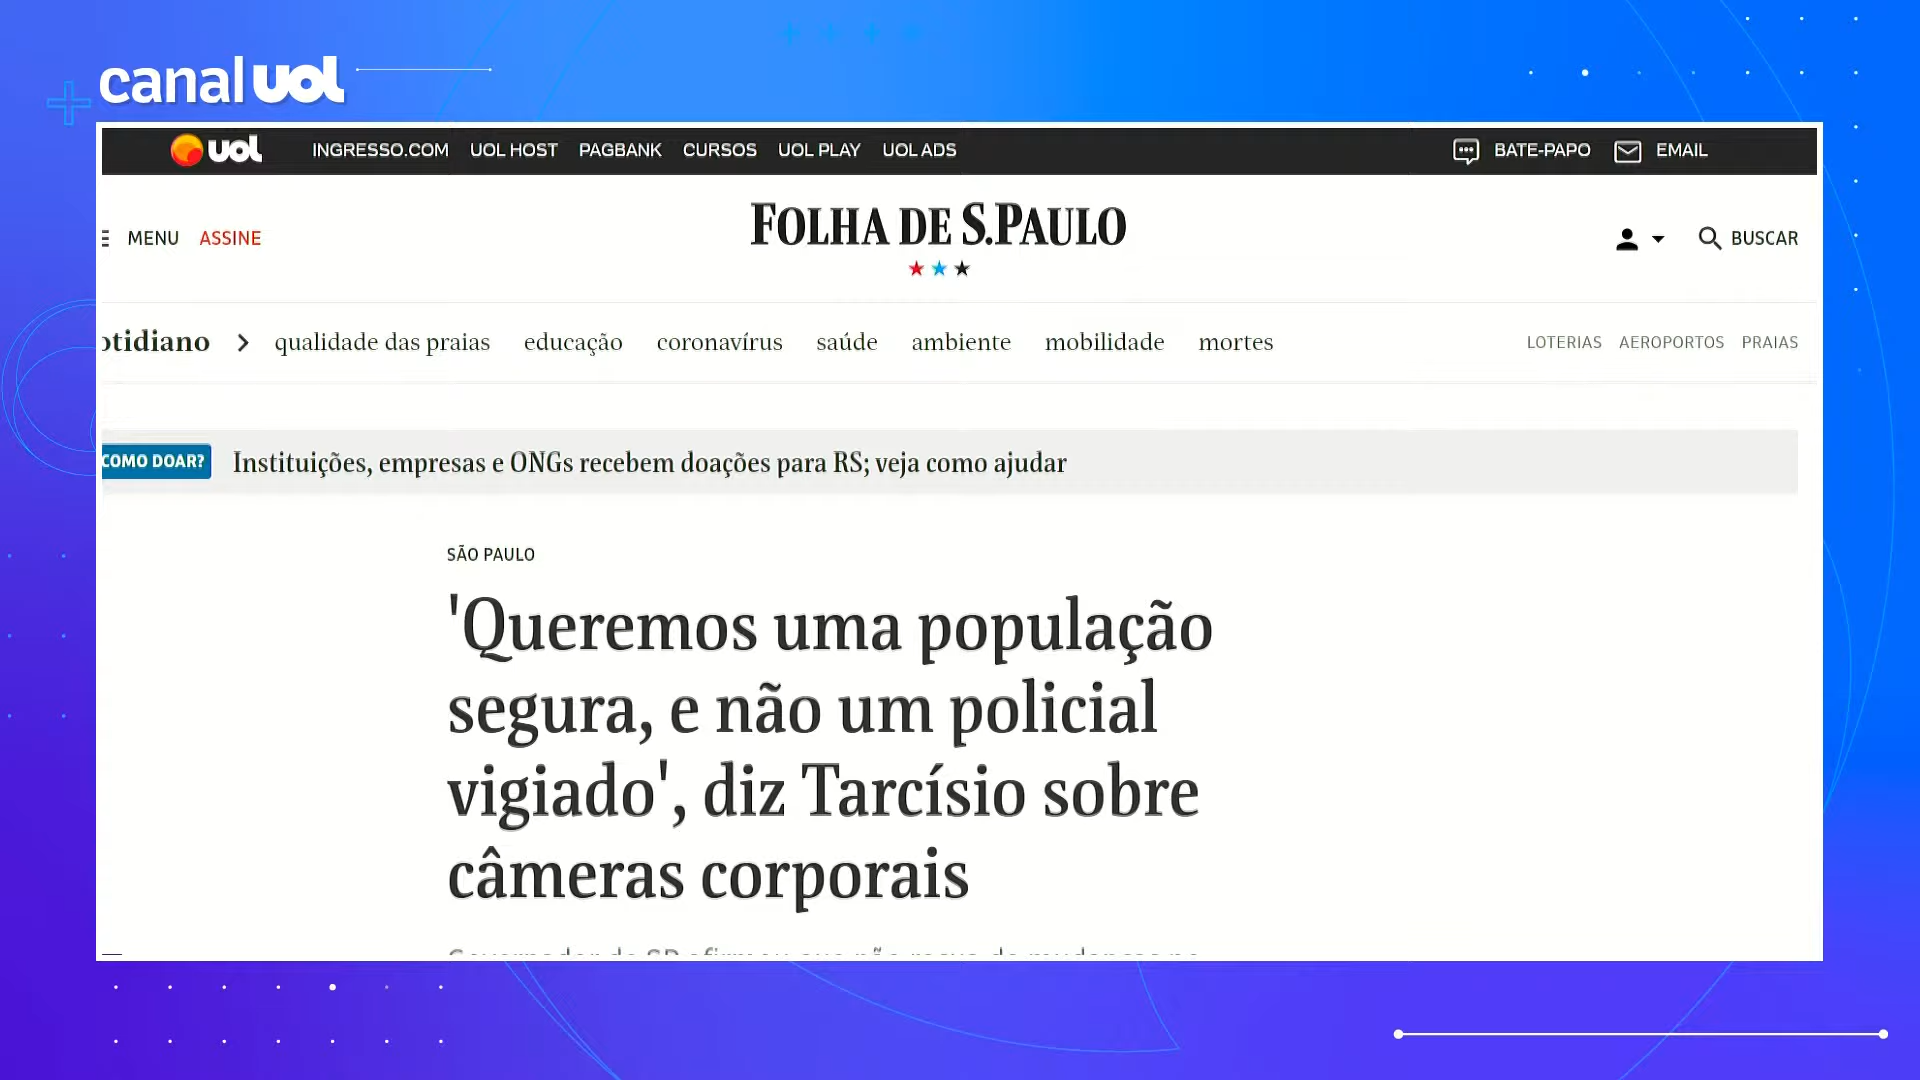 canal uol
uol INGRESSO.COM UOL HOST PAGBANK CURSOS UOL PLAY UOL ADS BATE-PAPO EMAIL
MENU ASSINE FOLHA DE S.PAULO BUSCAR
otidiano qualidade das praias educação coronavírus saúde ambiente mobilidade mortes LOTERIAS AEROPORTOS PRAIAS
COMO DOAR? Instituições, empresas e ONGs recebem doações para RS; veja como ajudar
SÃO PAULO
'Queremos uma população
segura, e não um policial
vigiado', diz Tarcísio sobre
câmeras corporais